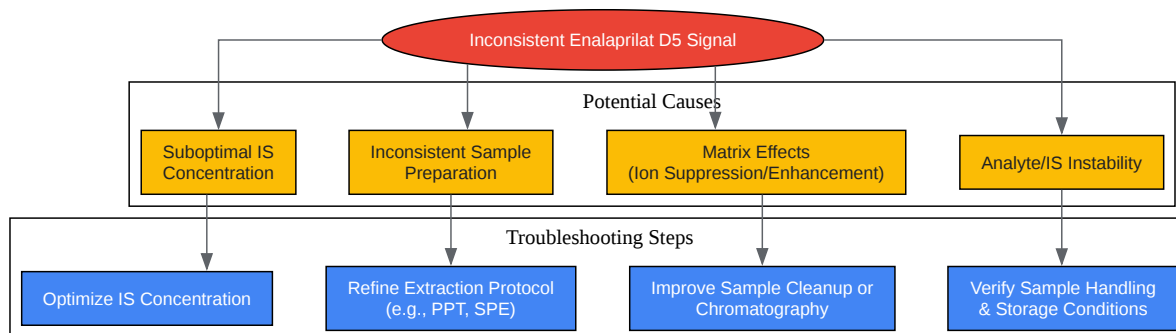 Inconsistent Enalaprilat D5 Signal
Potential Causes
Suboptimal IS
Concentration
Inconsistent Sample
Preparation
Matrix Effects
(Ion Suppression/Enhancement)
Analyte/IS Instability
Troubleshooting Steps
Optimize IS Concentration
Refine Extraction Protocol
(e.g., PPT, SPE)
Improve Sample Cleanup or
Chromatography
Verify Sample Handling
& Storage Conditions